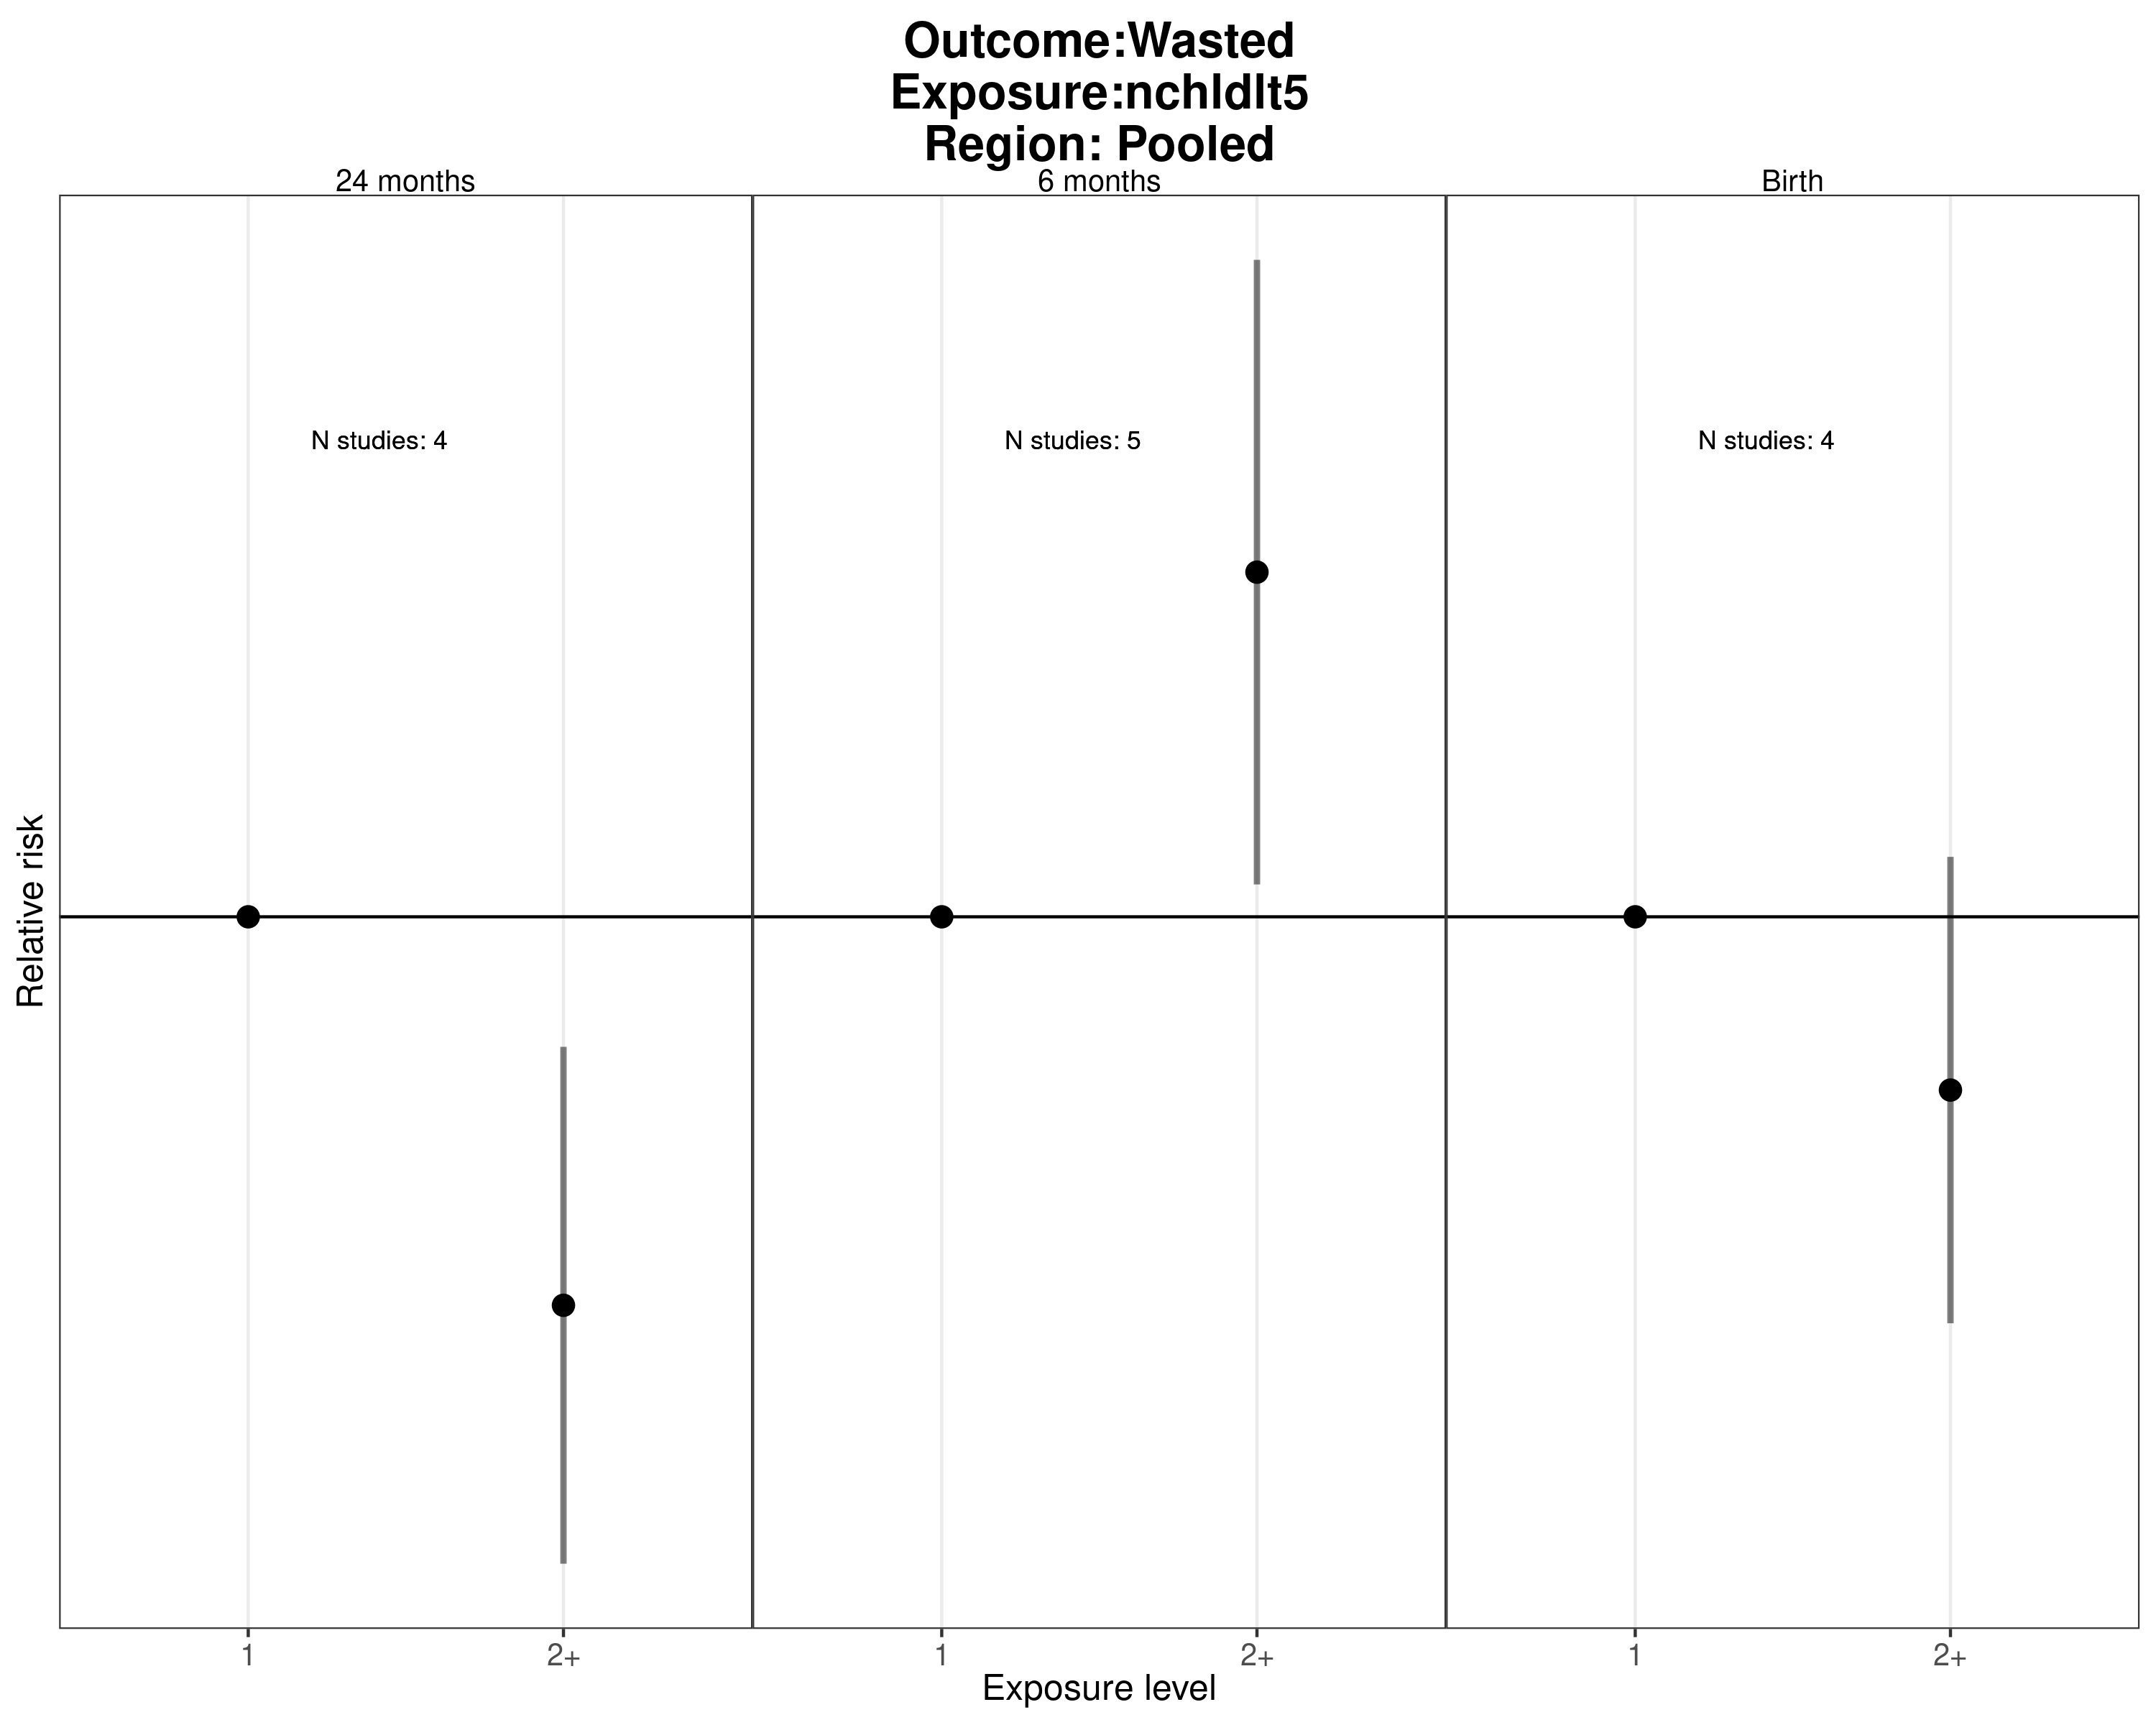 Outcome:Wasted
Exposure:nchldlt5
Region: Pooled
24 months
6 months
Birth
N studies: 4
N studies: 5
N studies: 4
Relative risk
1
2+
1
2+
1
2+
Exposure level